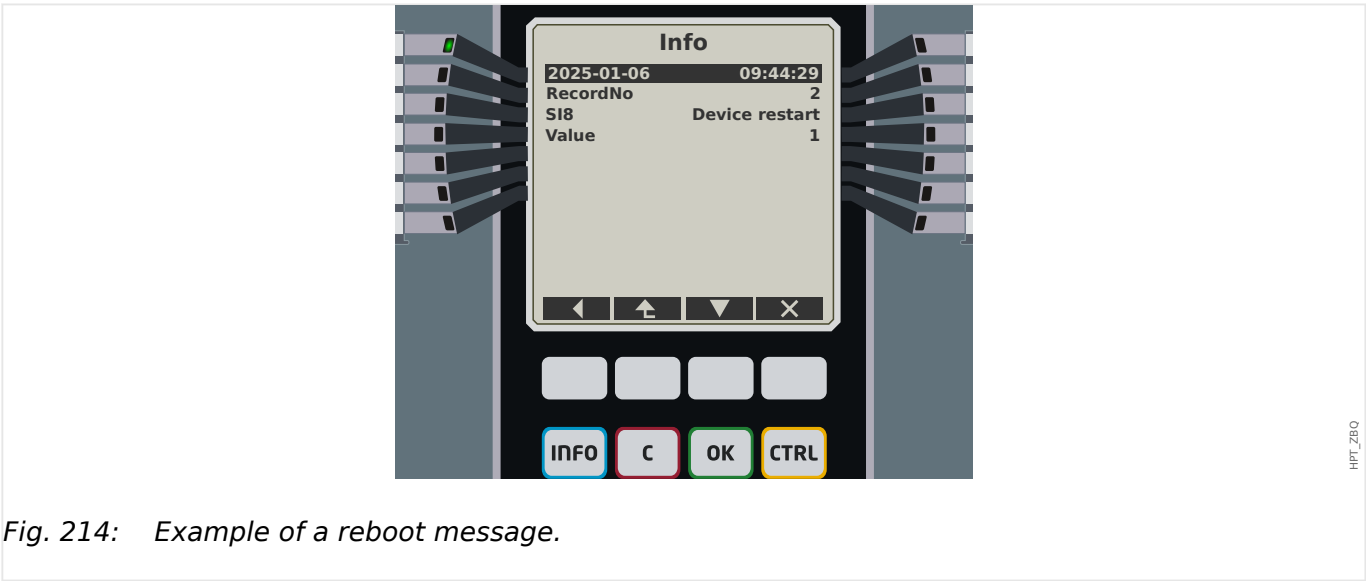 Info
2025-01-06 09:44:29
RecordNo 2
SI8 Device restart
Value 1
INFO C OK CTRL
HPT_ZBQ
Fig. 214: Example of a reboot message.